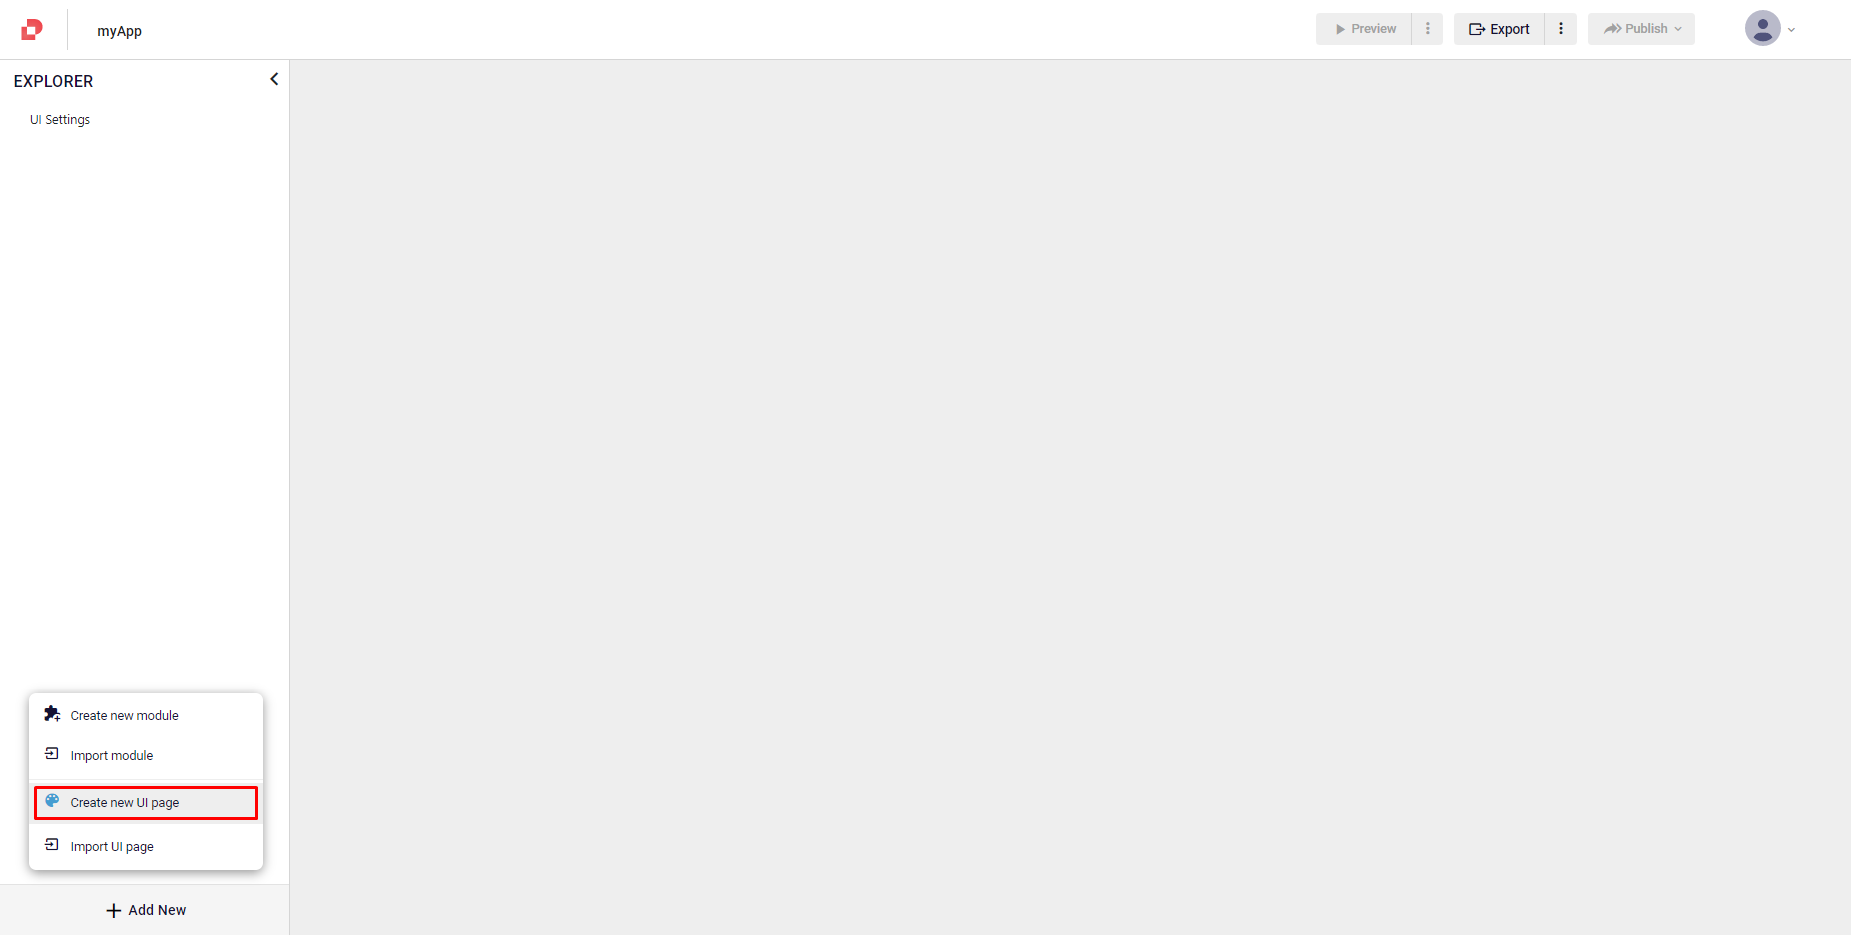 myApp
Preview
Export
Publish
EXPLORER
UI Settings
Create new module
Import module
Create new UI page
Import UI page
Add New